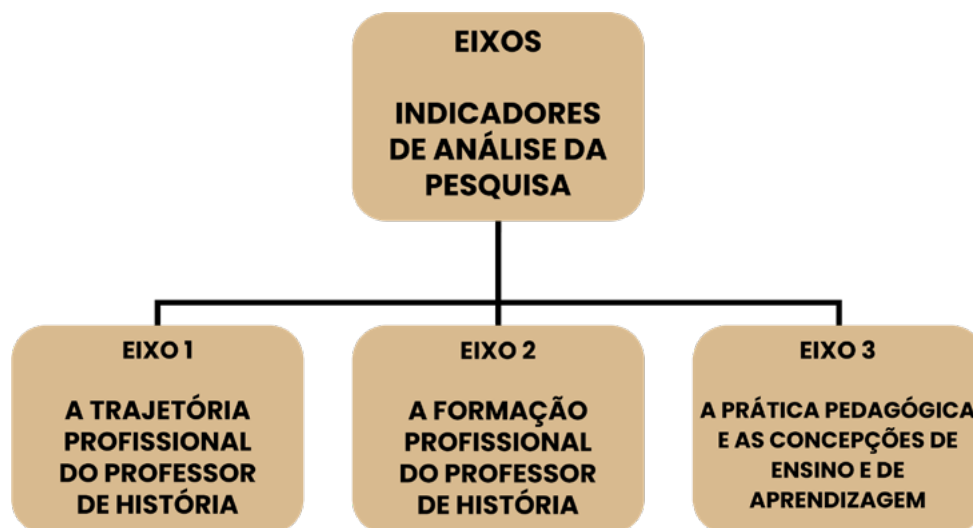 EIXOS
INDICADORES
DE ANÁLISE DA
PESQUISA
EIXO 1
A TRAJETÓRIA
PROFISSIONAL
DO PROFESSOR
DE HISTÓRIA
EIXO 2
A FORMAÇÃO
PROFISSIONAL
DO PROFESSOR
DE HISTÓRIA
EIXO 3
A PRÁTICA PEDAGÓGICA
E AS CONCEPÇÕES DE
ENSINO E DE
APRENDIZAGEM